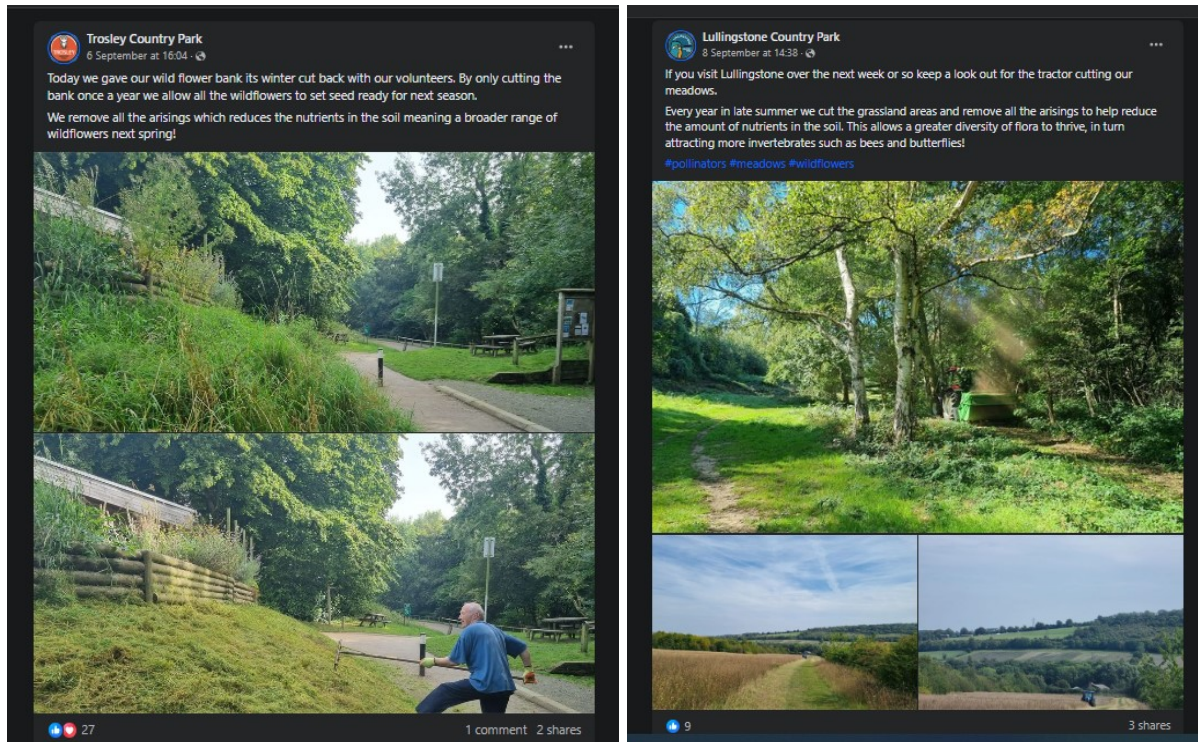 Trosley Country Park
6 September at 16:04 ·
Today we gave our wild flower bank its winter cut back with our volunteers. By only cutting the
bank once a year we allow all the wildflowers to set seed ready for next season.
We remove all the arisings which reduces the nutrients in the soil meaning a broader range of
wildflowers next spring!
27
1 comment 2 shares
Lullingstone Country Park
8 September at 14:38 ·
If you visit Lullingstone over the next week or so keep a look out for the tractor cutting our
meadows.
Every year in late summer we cut the grassland areas and remove all the arisings to help reduce
the amount of nutrients in the soil. This allows a greater diversity of flora to thrive, in turn
attracting more invertebrates such as bees and butterflies!
#pollinators #meadows #wildflowers
9
3 shares